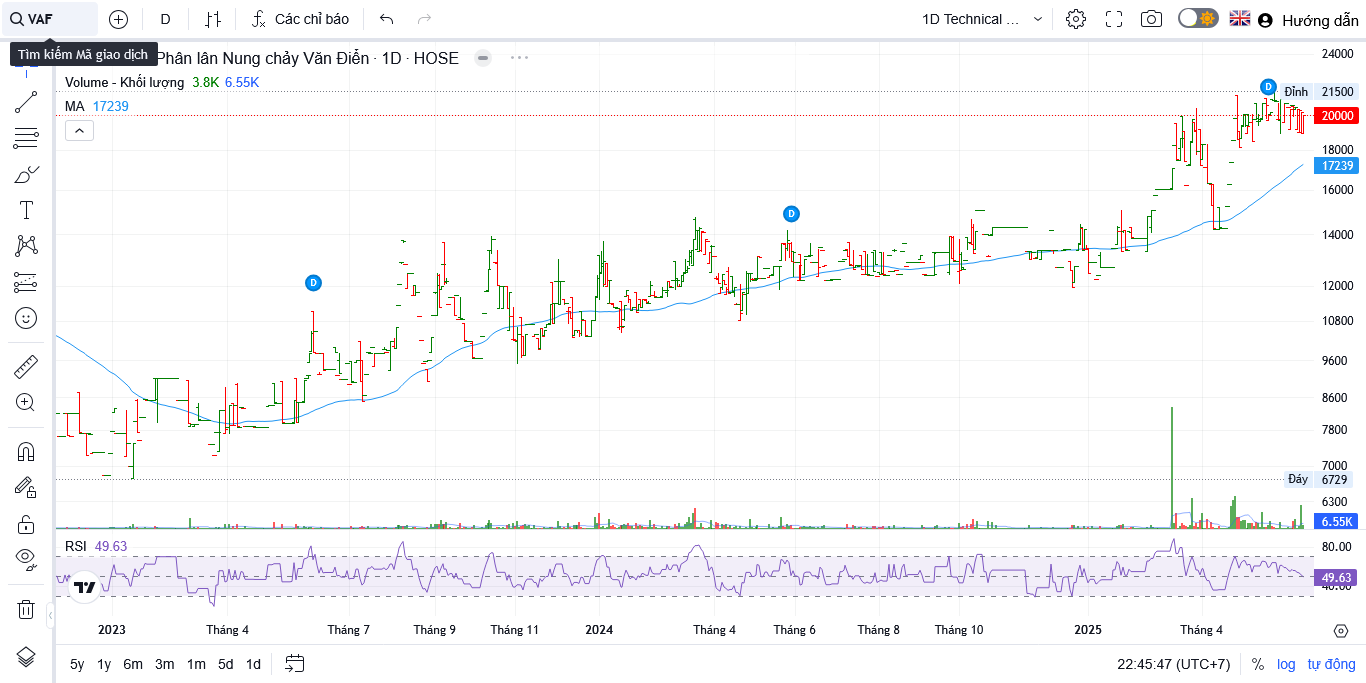 VAF
D
Các chỉ báo
1D Technical ...
Hướng dẫn
Tìm kiếm Mã giao dịch
Phân lân Nung chảy Văn Điển · 1D · HOSE
Volume - Khối lượng 3.8K 6.55K
MA 17239
D
D
D
Đỉnh 21500
Đáy 6729
24000
20000
18000
17239
16000
14000
12000
10800
9600
8600
7800
7000
6300
6.55K
RSI 49.63
80.00
49.63
40.00
2023 Tháng 4 Tháng 7 Tháng 9 Tháng 11 2024 Tháng 4 Tháng 6 Tháng 8 Tháng 10 2025 Tháng 4
5y 1y 6m 3m 1m 5d 1d
22:45:47 (UTC+7) % log tự động